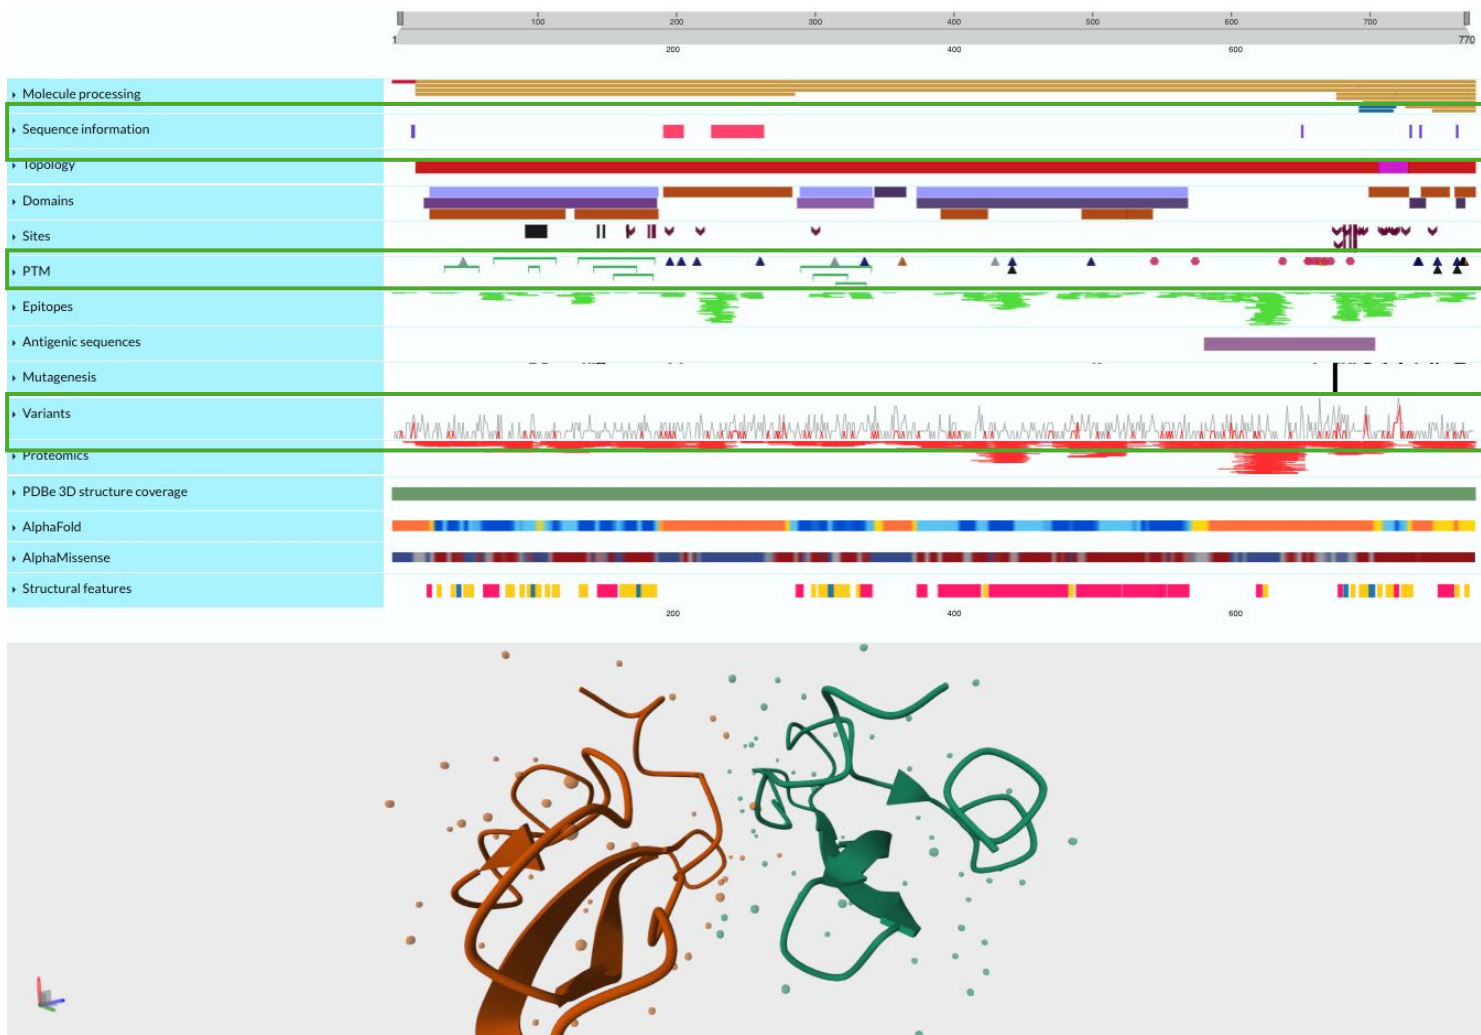 100 200 300 400 500 600 700
1 770
200 400 600
Molecule processing
Sequence information
Topology
Domains
Sites
PTM
Epitopes
Antigenic sequences
Mutagenesis
Variants
Proteomics
PDBe 3D structure coverage
AlphaFold
AlphaMissense
Structural features
200 400 600